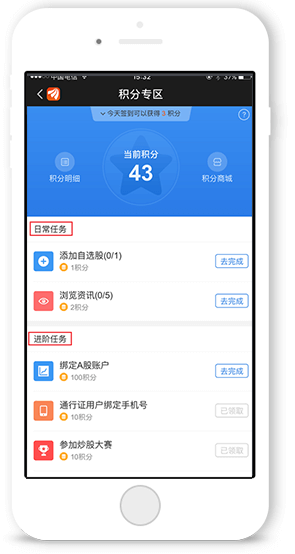 中国电信 15:32 37%
积分专区
今天签到可以获得 3 积分
?
当前积分
43
积分明细
积分商城
日常任务
添加自选股(0/1)
1积分
去完成
浏览资讯(0/5)
2积分
去完成
进阶任务
绑定A股账户
100积分
去完成
通行证用户绑定手机号
10积分
已领取
参加炒股大赛
10积分
已领取